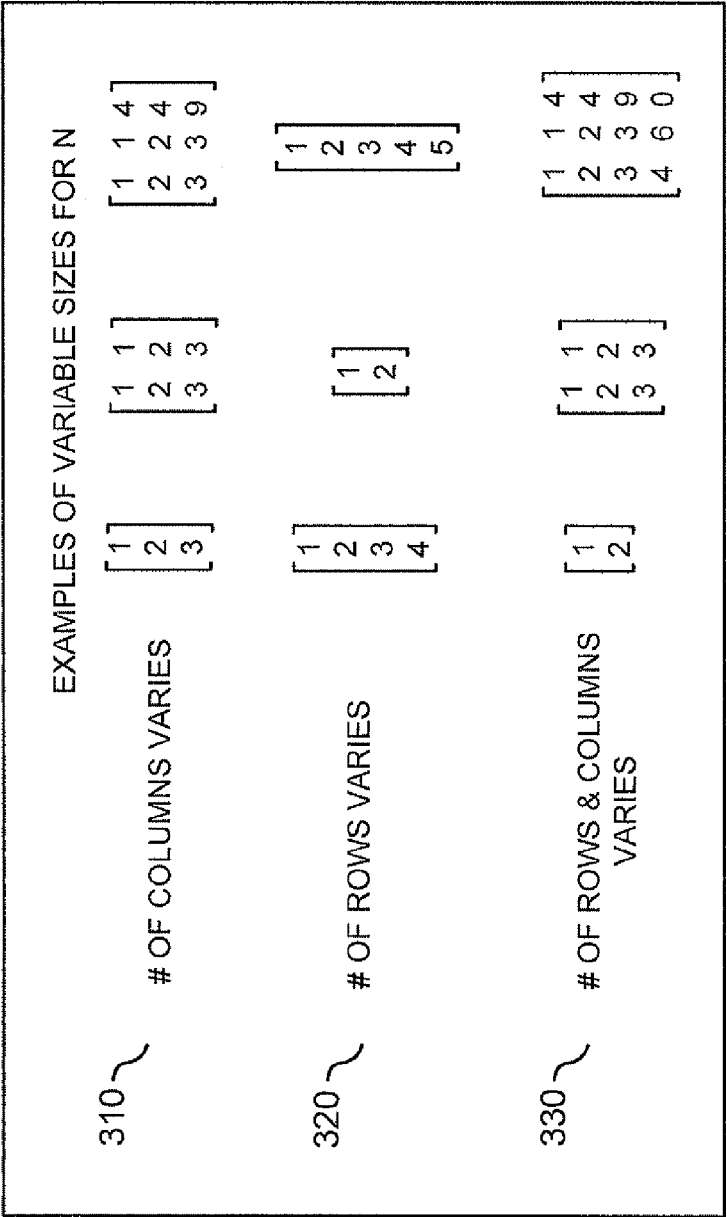 EXAMPLES OF VARIABLE SIZES FOR N
310
# OF COLUMNS VARIES
1
2
3
1 1
2 2
3 3
1 1 4
2 2 4
3 3 9
320
# OF ROWS VARIES
1
2
3
4
1
2
1
2
3
4
5
330
# OF ROWS & COLUMNS
VARIES
1
2
1 1
2 2
3 3
1 1 4
2 2 4
3 3 9
4 6 0